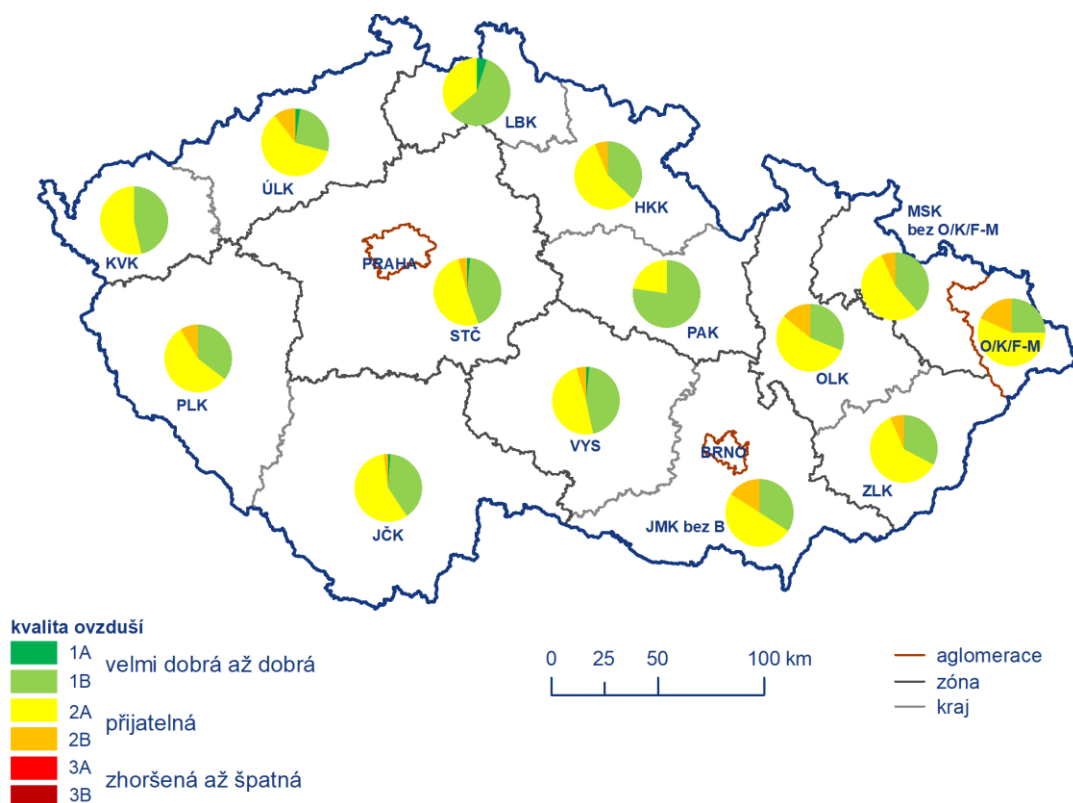 LBK
ÚLK
HKK
MSK
bez O/K/F-M
KVK
PRAHA
STČ
PAK
O/K/F-M
OLK
PLK
VYS
BRNO
ZLK
JČK
JMK bez B
kvalita ovzduší
1A
velmi dobrá až dobrá
1B
2A
přijatelná
2B
3A
zhoršená až špatná
3B
0 25 50 100 km
aglomerace
zóna
kraj